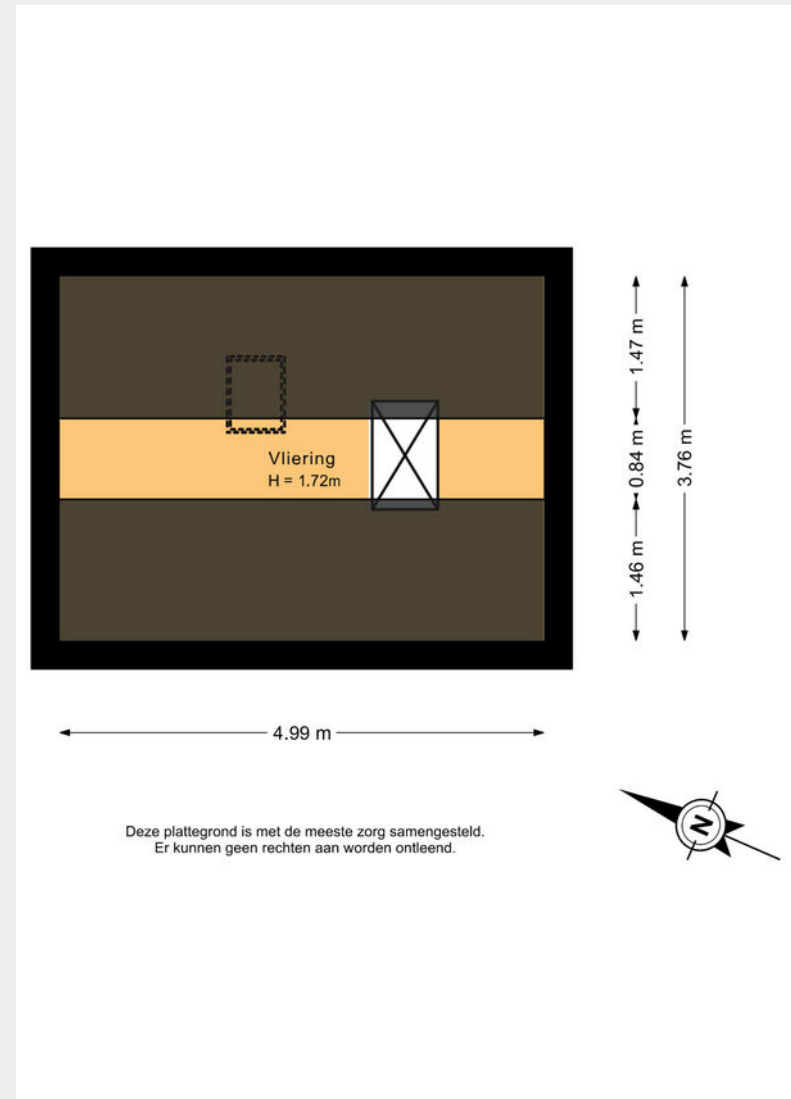 1.47 m
Vliering
H = 1.72m
0.84 m
3.76 m
1.46 m
4.99 m
N
Deze plattegrond is met de meeste zorg samengesteld.
Er kunnen geen rechten aan worden ontleend.